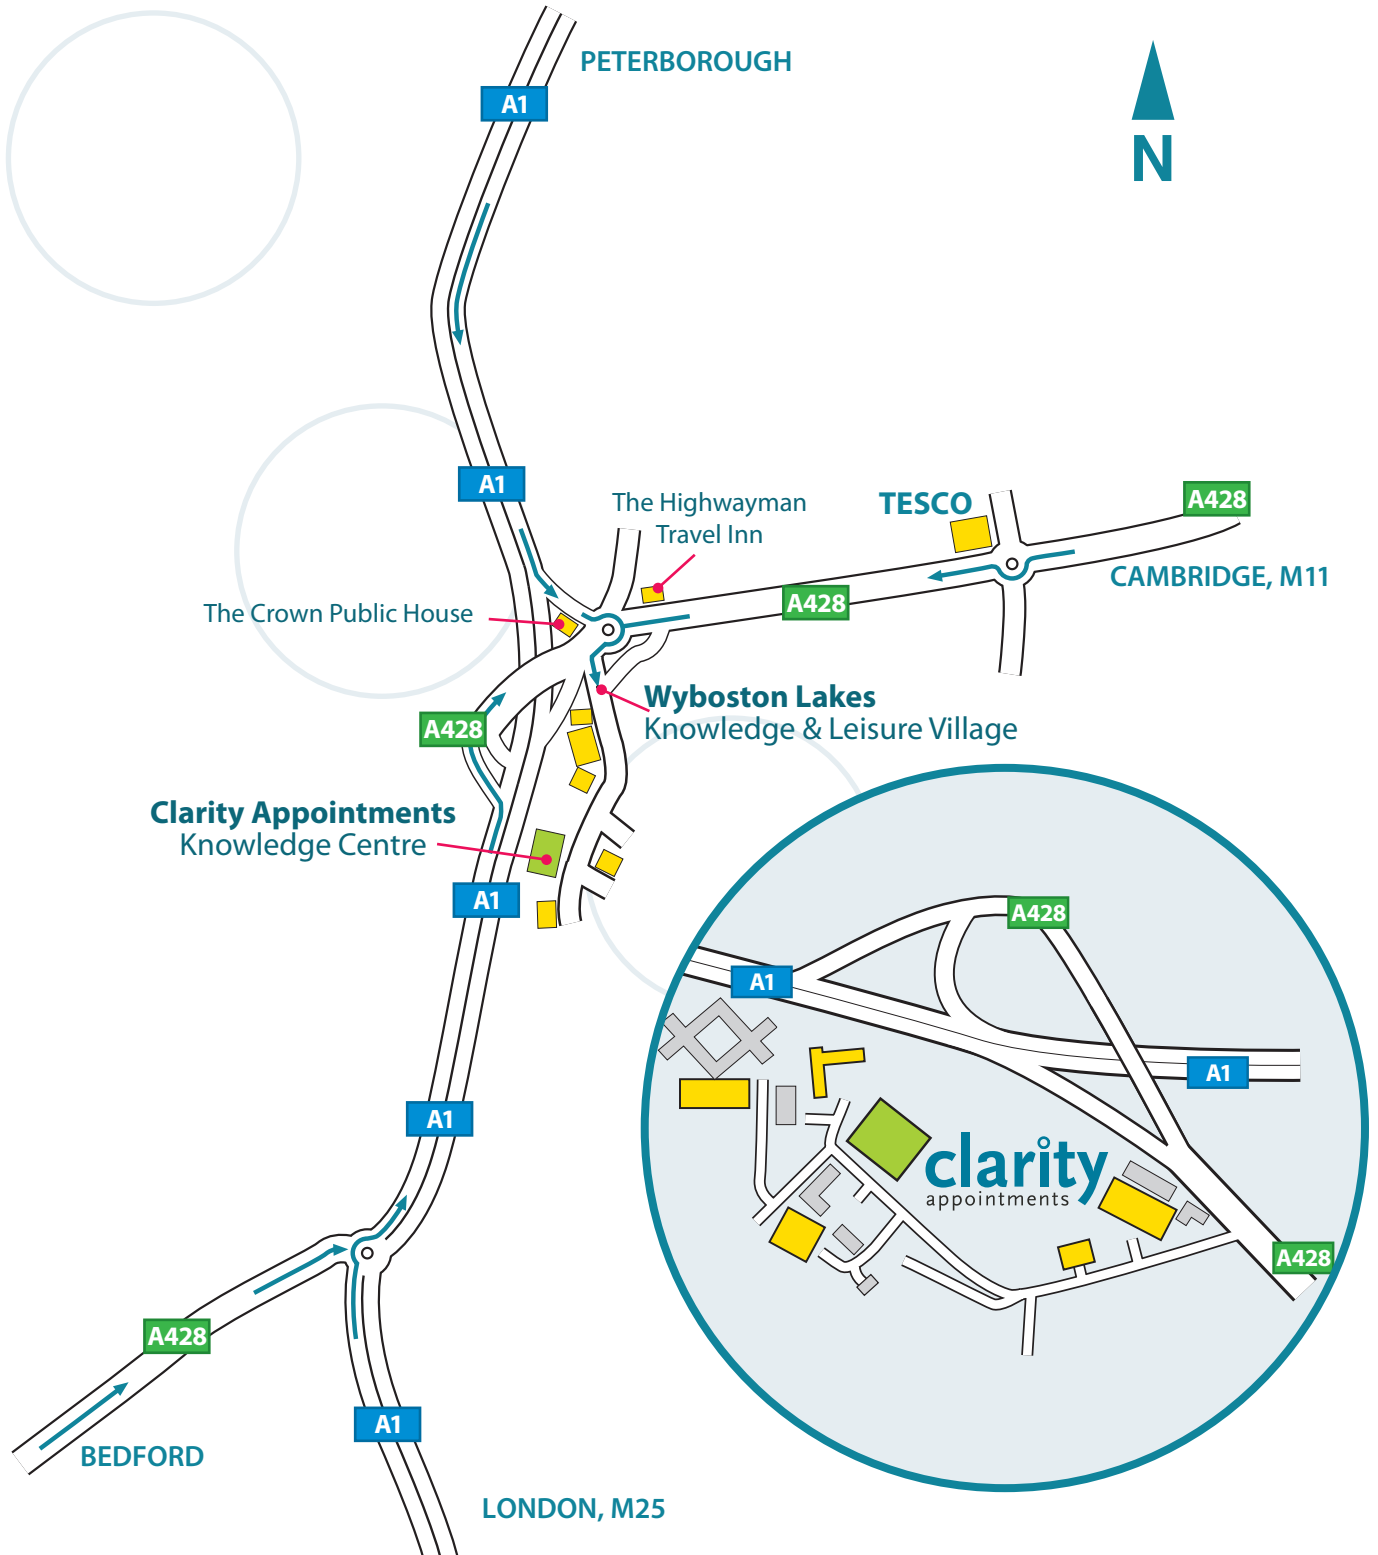 PETERBOROUGH
A1
N
A1
The Highwayman
Travel Inn
TESCO
A428
CAMBRIDGE, M11
A428
The Crown Public House
Wyboston Lakes
Knowledge & Leisure Village
A428
Clarity Appointments
Knowledge Centre
A1
A428
A1
A1
A1
clarity
appointments
A428
A428
BEDFORD
A1
LONDON, M25